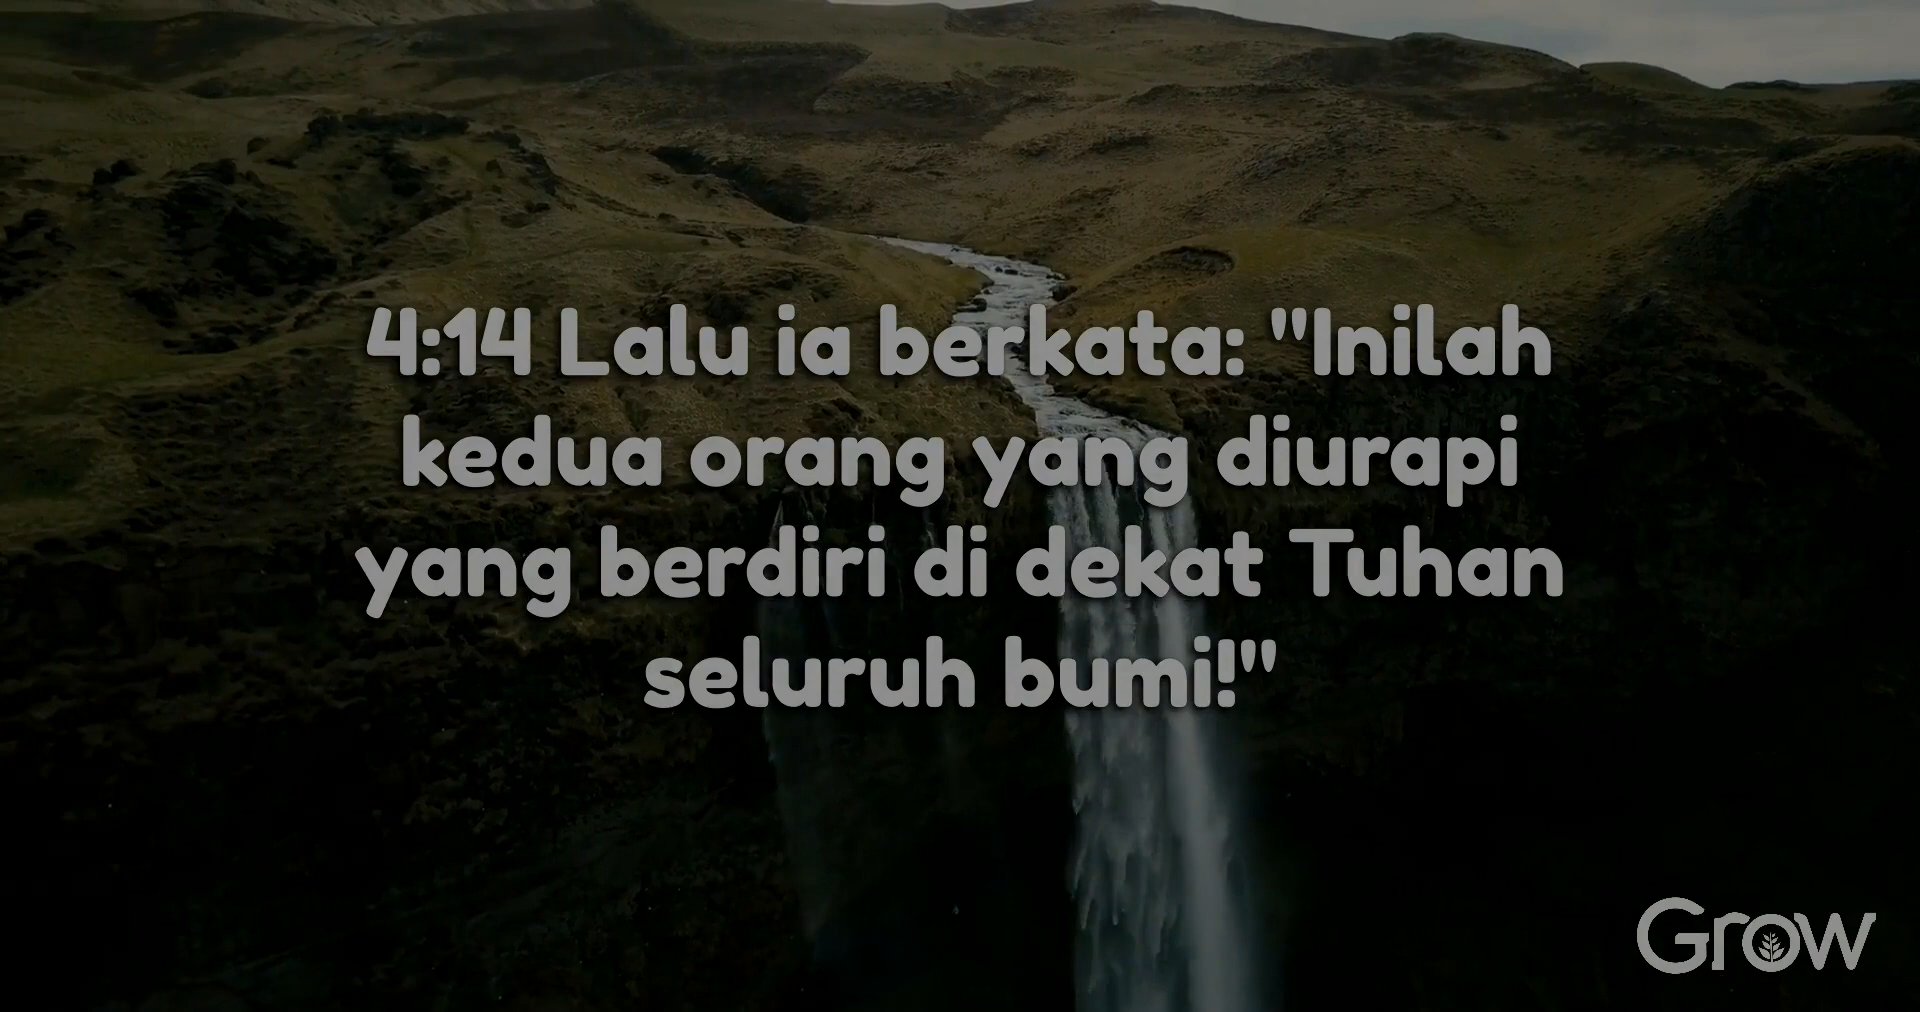 4:14 Lalu ia berkata: "Inilah
kedua orang yang diurapi
yang berdiri di dekat Tuhan
seluruh bumi!"
Grow